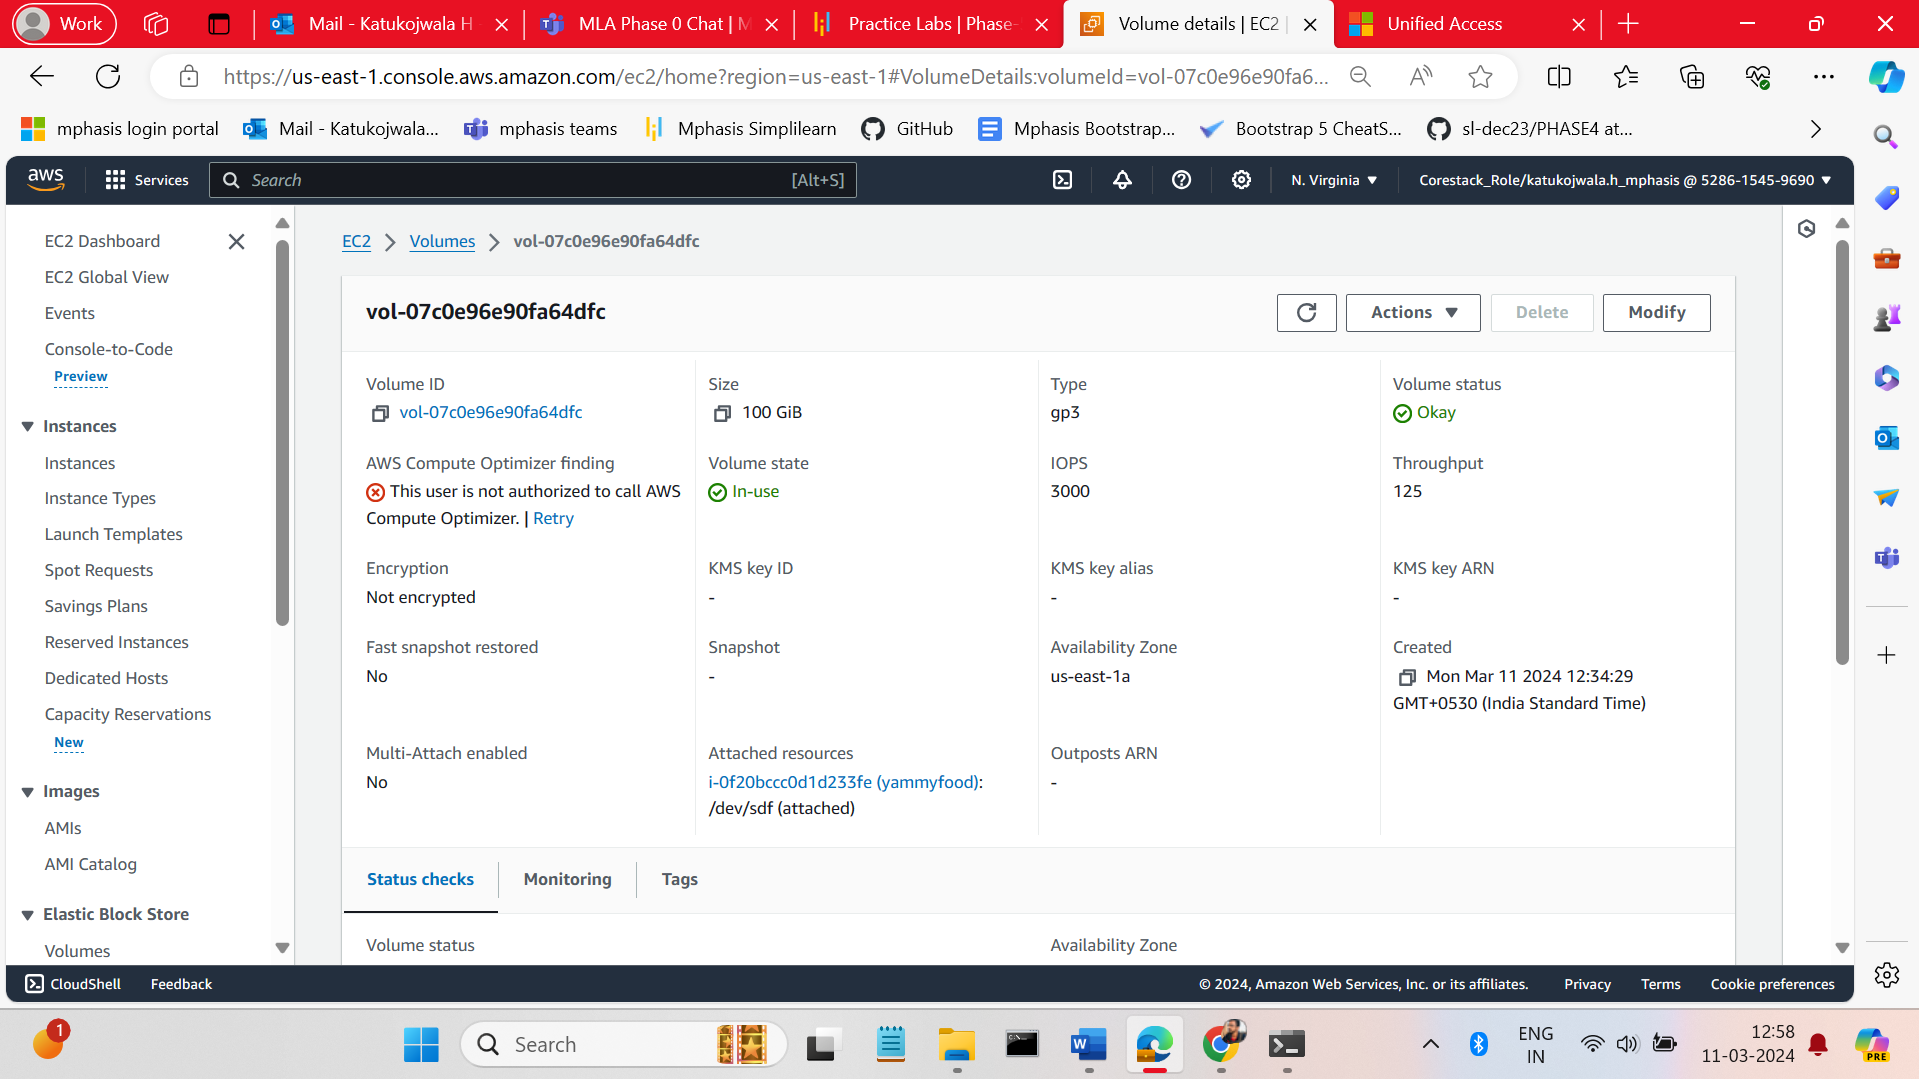 Work
Mail - Katukojwala H
MLA Phase 0 Chat | M
Practice Labs | Phase-
Volume details | EC2 |
Unified Access
https://us-east-1.console.aws.amazon.com/ec2/home?region=us-east-1#VolumeDetails:volumeId=vol-07c0e96e90fa6...
mphasis login portal
Mail - Katukojwala...
mphasis teams
Mphasis Simplilearn
GitHub
Mphasis Bootstrap...
Bootstrap 5 CheatS...
sl-dec23/PHASE4 at...
aws
Services
Search
[Alt+S]
N. Virginia
Corestack_Role/katukojwala.h_mphasis @ 5286-1545-9690
EC2 Dashboard
EC2 Global View
Events
Console-to-Code
Preview
Instances
Instances
Instance Types
Launch Templates
Spot Requests
Savings Plans
Reserved Instances
Dedicated Hosts
Capacity Reservations
New
Images
AMIs
AMI Catalog
Elastic Block Store
Volumes
EC2
Volumes
vol-07c0e96e90fa64dfc
vol-07c0e96e90fa64dfc
Actions
Delete
Modify
Volume ID
vol-07c0e96e90fa64dfc
Size
100 GiB
Type
gp3
Volume status
Okay
AWS Compute Optimizer finding
This user is not authorized to call AWS
Compute Optimizer. | Retry
Volume state
In-use
IOPS
3000
Throughput
125
Encryption
Not encrypted
KMS key ID
-
KMS key alias
-
KMS key ARN
-
Fast snapshot restored
No
Snapshot
-
Availability Zone
us-east-1a
Created
Mon Mar 11 2024 12:34:29
GMT+0530 (India Standard Time)
Multi-Attach enabled
No
Attached resources
i-0f20bccc0d1d233fe (yammyfood):
/dev/sdf (attached)
Outposts ARN
-
Status checks
Monitoring
Tags
Volume status
Availability Zone
CloudShell
Feedback
© 2024, Amazon Web Services, Inc. or its affiliates.
Privacy
Terms
Cookie preferences
1
Search
ENG
IN
12:58
11-03-2024
PRE